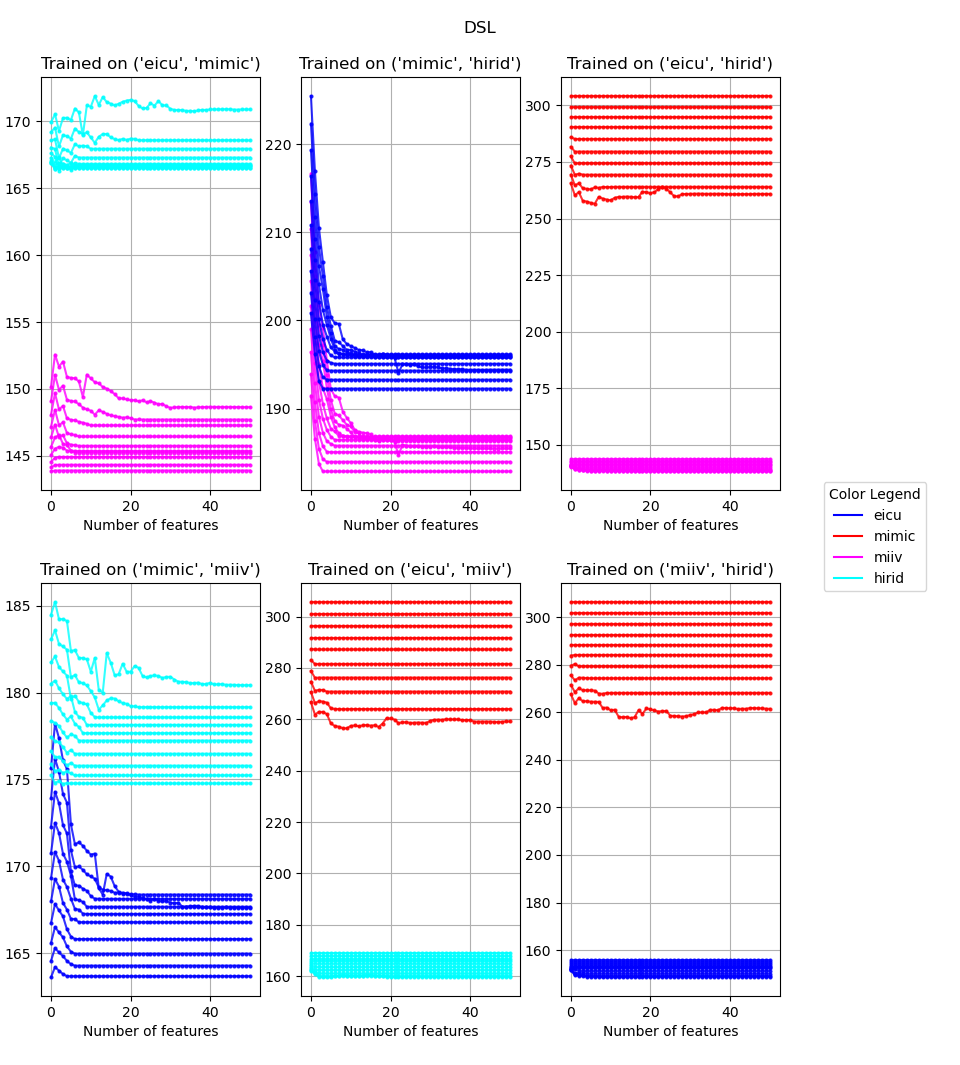 DSL
Trained on ('eicu', 'mimic')
170
165
160
155
150
145
0 20 40
Number of features
Trained on ('mimic', 'hirid')
220
210
200
190
0 20 40
Number of features
Trained on ('eicu', 'hirid')
300
275
250
225
200
175
150
0 20 40
Number of features
Color Legend
eicu
mimic
miiv
hirid
Trained on ('mimic', 'miiv')
185
180
175
170
165
0 20 40
Number of features
Trained on ('eicu', 'miiv')
300
280
260
240
220
200
180
160
0 20 40
Number of features
Trained on ('miiv', 'hirid')
300
280
260
240
220
200
180
160
0 20 40
Number of features